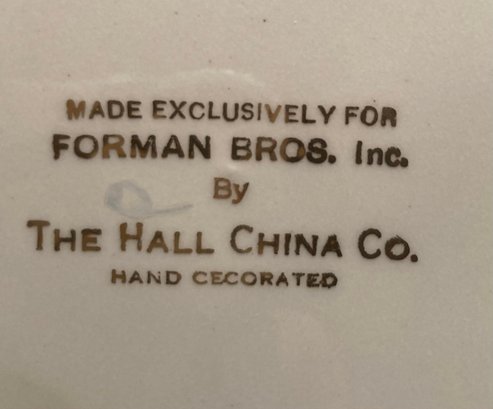 MADE EXCLUSIVELY FOR
FORMAN BROS. Inc.
By
THE HALL CHINA CO.
HAND CECORATED